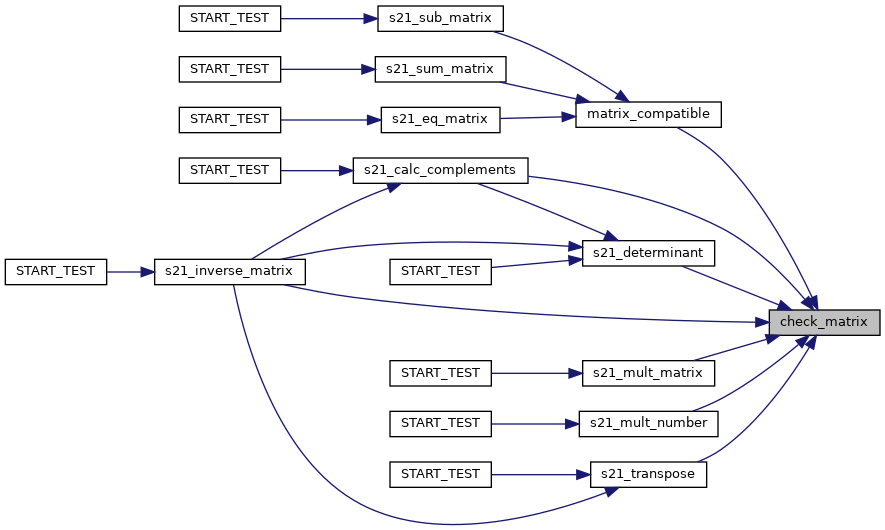 START_TEST
s21_sub_matrix
START_TEST
s21_sum_matrix
matrix_compatible
START_TEST
s21_eq_matrix
START_TEST
s21_calc_complements
s21_determinant
START_TEST
s21_inverse_matrix
START_TEST
check_matrix
START_TEST
s21_mult_matrix
START_TEST
s21_mult_number
START_TEST
s21_transpose